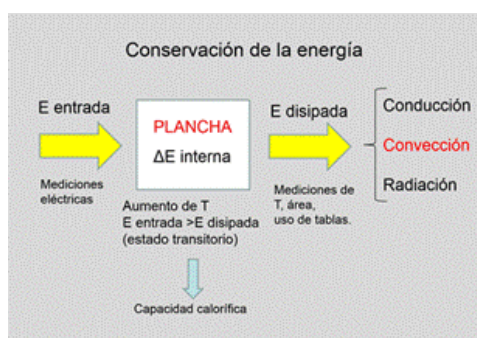 Conservación de la energía
E entrada
Mediciones
eléctricas
PLANCHA
ΔE interna
Aumento de T
E entrada >E disipada
(estado transitorio)
Capacidad calorífica
E disipada
Mediciones de
T, área,
uso de tablas.
Conducción
Convección
Radiación